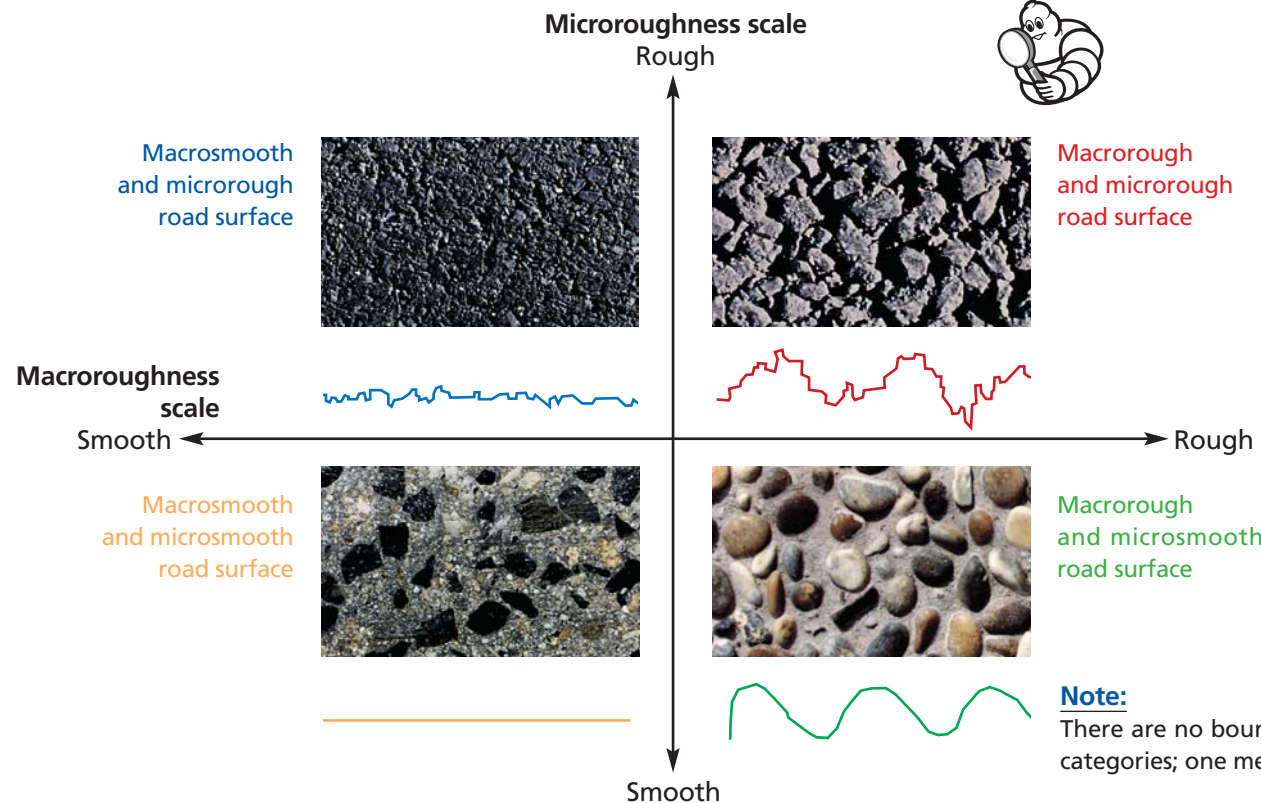 Microroughness scale
Rough
Macrosmooth
and microrough
road surface
Macrorough
and microrough
road surface
Macroroughness
scale
Smooth
Rough
Macrosmooth
and microsmooth
road surface
Macrorough
and microsmooth
road surface
Note:
There are no boun
categories; one me
Smooth